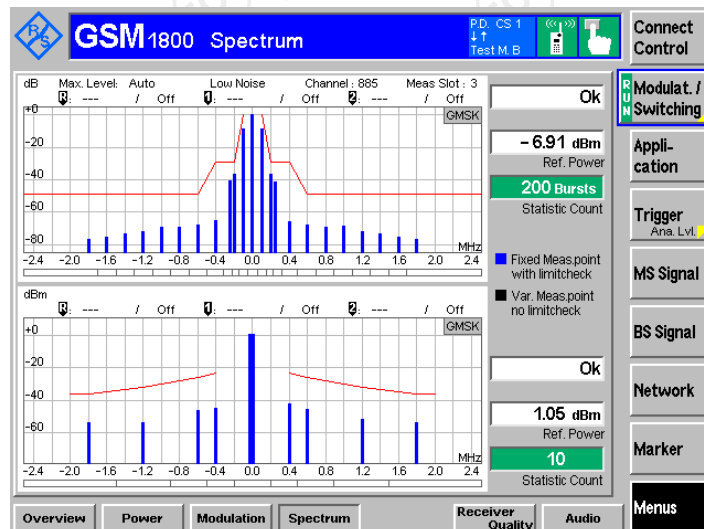 R/S GSM1800 Spectrum
P.D. CS 1
Test M. B
Connect Control
dB Max. Level: Auto Low Noise Channel : 885 Meas Slot : 3
R: --- / Off 1: --- / Off 2: --- / Off
GMSK
+0
-20
-40
-60
-80
MHz
-2.4 -2.0 -1.6 -1.2 -0.8 -0.4 0.0 0.4 0.8 1.2 1.6 2.0 2.4
Ok
-6.91 dBm
Ref. Power
200 Bursts
Statistic Count
Fixed Meas.point
with limitcheck
Var. Meas.point
no limitcheck
dBm
R: --- / Off 1: --- / Off 2: --- / Off
GMSK
+0
-20
-40
-60
MHz
-2.4 -2.0 -1.6 -1.2 -0.8 -0.4 0.0 0.4 0.8 1.2 1.6 2.0 2.4
Ok
1.05 dBm
Ref. Power
10
Statistic Count
RUN
Modulat. /
Switching
Appli-
cation
Trigger
Ana. Lvl.
MS Signal
BS Signal
Network
Marker
Menus
Overview Power Modulation Spectrum Receiver Quality Audio